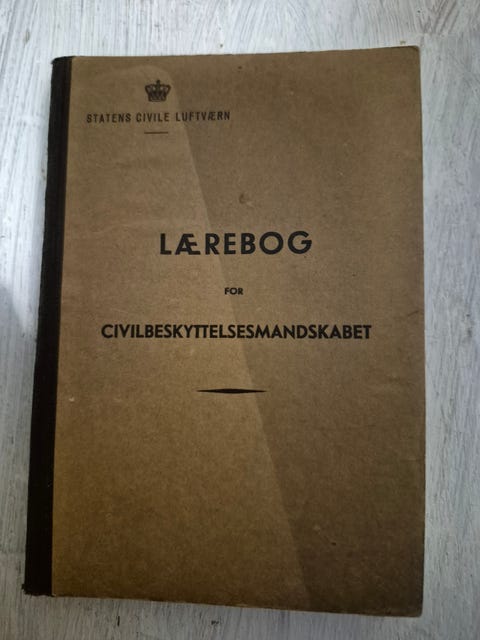 STATENS CIVILE LUFTVÆRN
LÆREBOG
FOR
CIVILBESKYTTELSESMANDSKABET